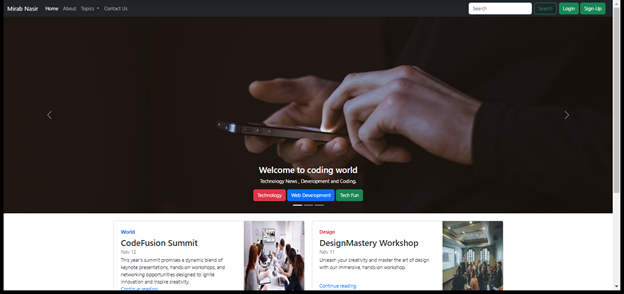 Mirab Nasir Home About Topics Contact Us Search Search Login Sign-Up
Welcome to coding world
Technology News , Development and Coding.
Technology Web Development Tech Fun
World
CodeFusion Summit
Nov 12
This year's summit promises a dynamic blend of
keynote presentations, hands-on workshops, and
networking opportunities designed to ignite
innovation and inspire creativity.
Continue reading
Design
DesignMastery Workshop
Nov 11
Unleash your creativity and master the art of design
with our immersive, hands-on workshop.
Continue reading